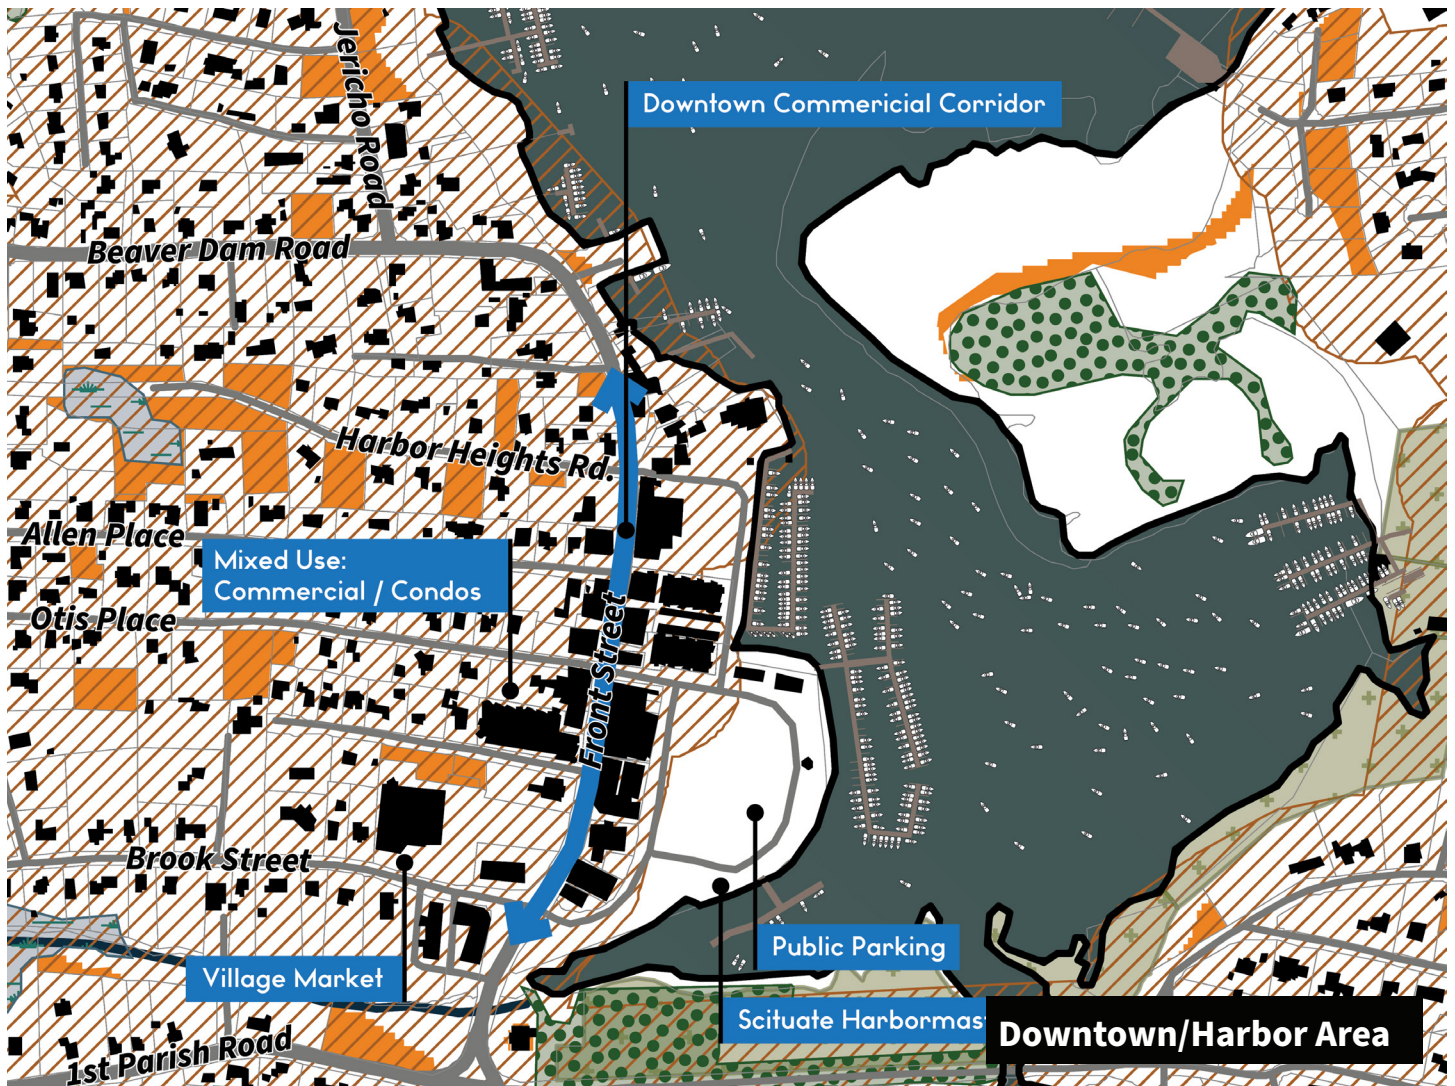 Jericho Road
Downtown Commericial Corridor
Beaver Dam Road
Harbor Heights Rd.
Allen Place
Mixed Use:
Commercial / Condos
Otis Place
Front Street
Brook Street
Public Parking
Village Market
Scituate Harbormas
Downtown/Harbor Area
1st Parish Road